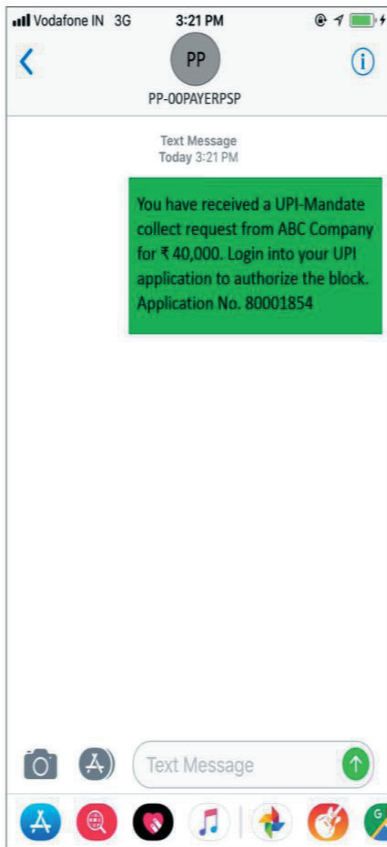 Vodafone IN 3G 3:21 PM
PP
PP-00PAYERPSP
Text Message
Today 3:21 PM
You have received a UPI-Mandate
collect request from ABC Company
for ₹ 40,000. Login into your UPI
application to authorize the block.
Application No. 80001854
Text Message
G